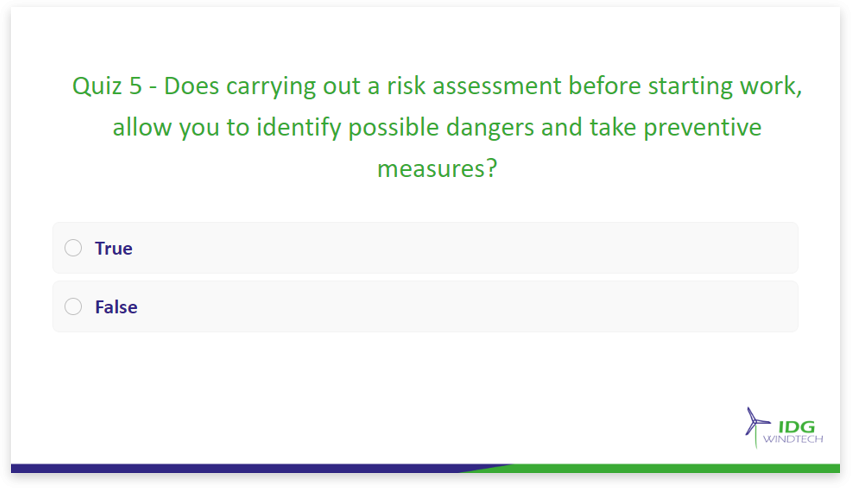 Quiz 5 - Does carrying out a risk assessment before starting work,
allow you to identify possible dangers and take preventive
measures?
True
False
IDG
WINDTECH